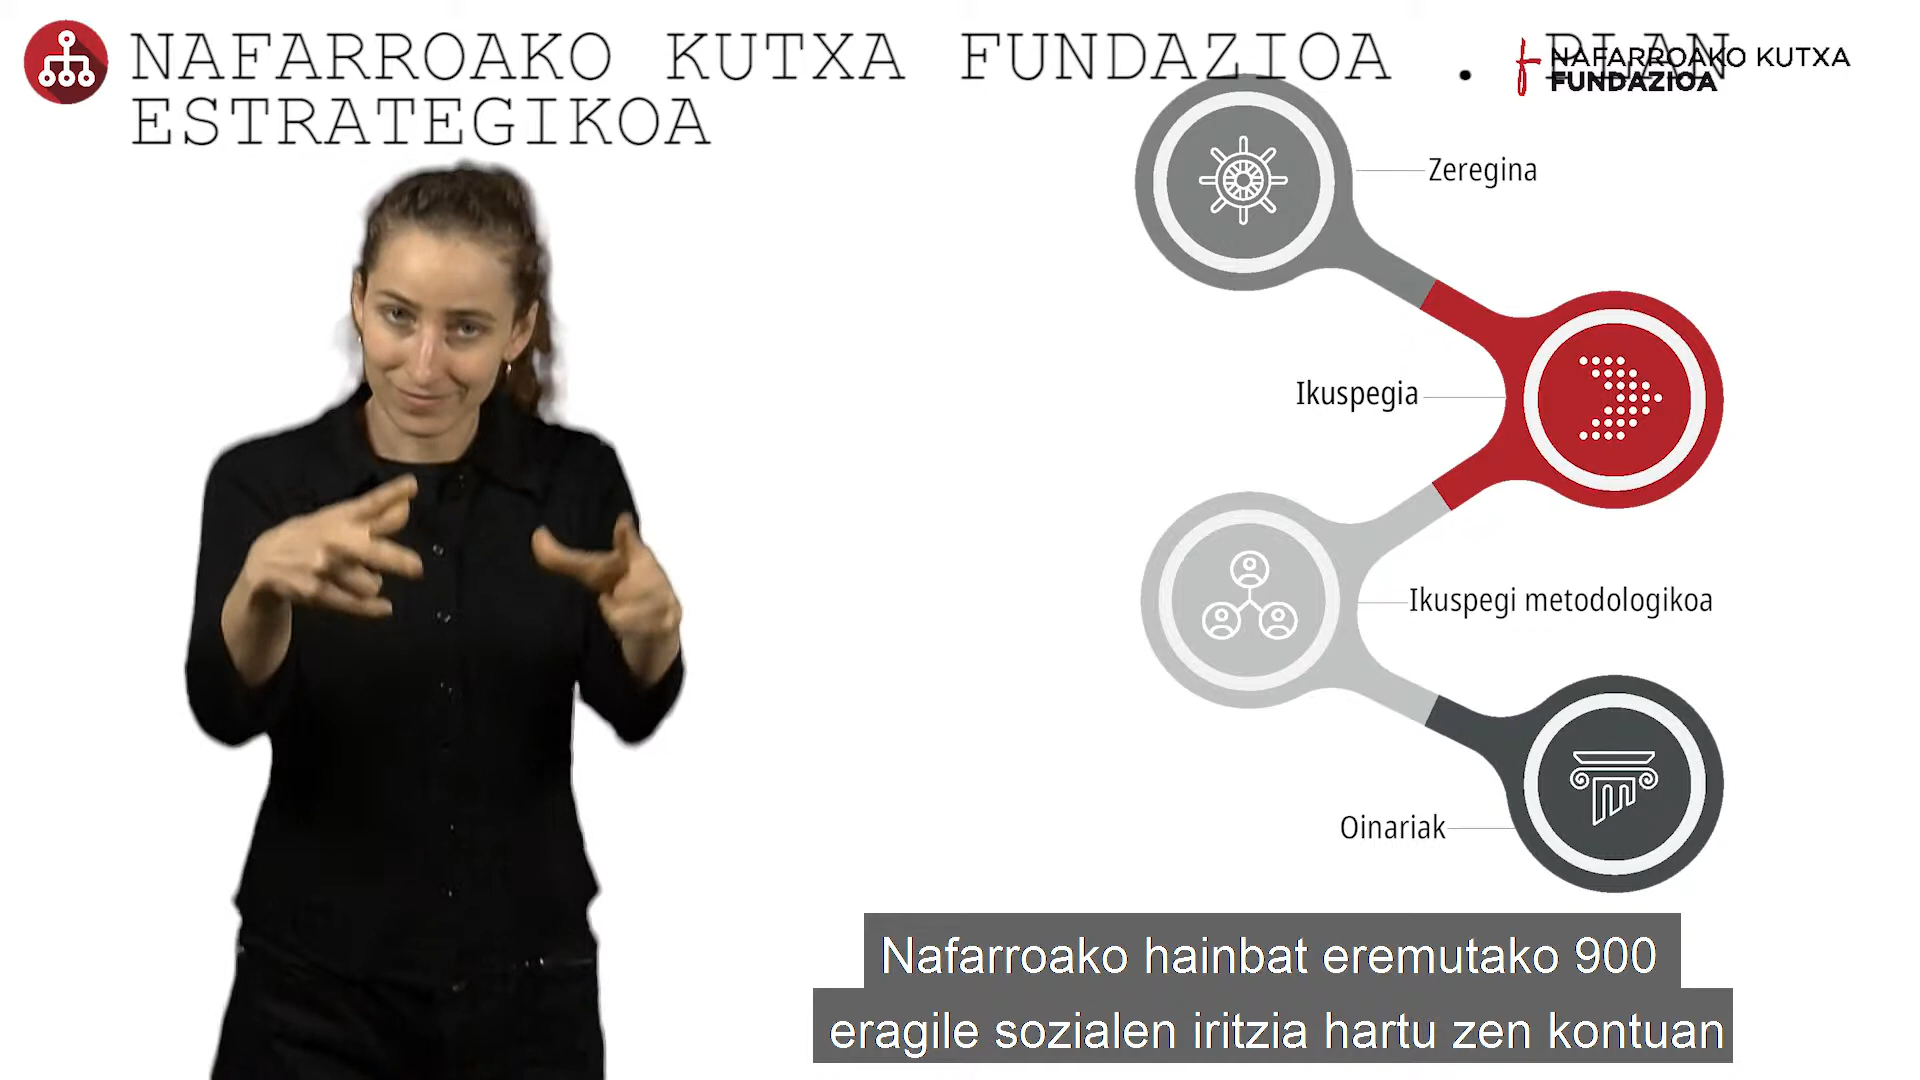 NAFARROAKO KUTXA FUNDAZIOA . PLAN
ESTRATEGIKOA
NAFARROAKO KUTXA
FUNDAZIOA
Zeregina
Ikuspegia
Ikuspegi metodologikoa
Oinariak
Nafarroako hainbat eremutako 900
eragile sozialen iritzia hartu zen kontuan